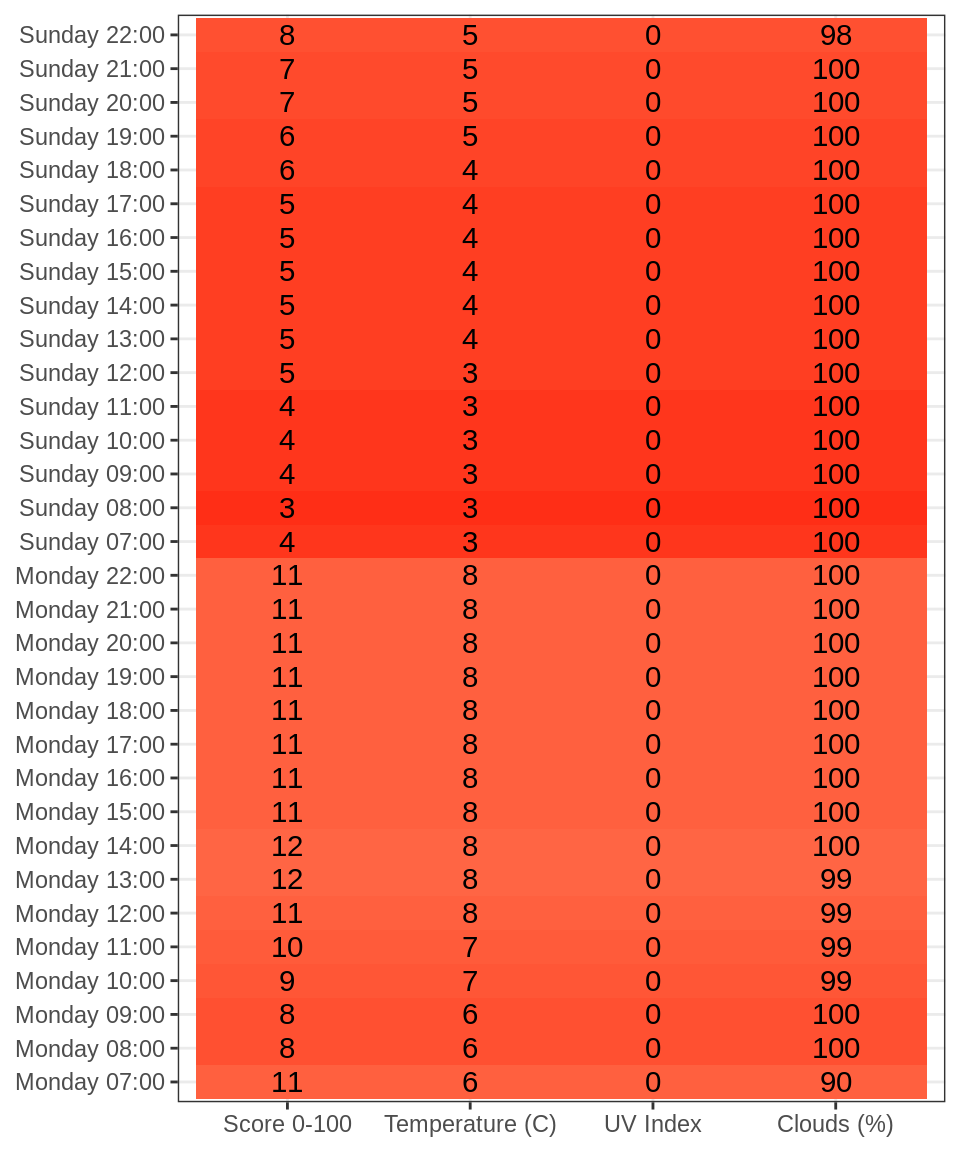 Sunday 22:00 8 5 0 98
Sunday 21:00 7 5 0 100
Sunday 20:00 7 5 0 100
Sunday 19:00 6 5 0 100
Sunday 18:00 6 4 0 100
Sunday 17:00 5 4 0 100
Sunday 16:00 5 4 0 100
Sunday 15:00 5 4 0 100
Sunday 14:00 5 4 0 100
Sunday 13:00 5 4 0 100
Sunday 12:00 5 3 0 100
Sunday 11:00 4 3 0 100
Sunday 10:00 4 3 0 100
Sunday 09:00 4 3 0 100
Sunday 08:00 3 3 0 100
Sunday 07:00 4 3 0 100
Monday 22:00 11 8 0 100
Monday 21:00 11 8 0 100
Monday 20:00 11 8 0 100
Monday 19:00 11 8 0 100
Monday 18:00 11 8 0 100
Monday 17:00 11 8 0 100
Monday 16:00 11 8 0 100
Monday 15:00 11 8 0 100
Monday 14:00 12 8 0 100
Monday 13:00 12 8 0 99
Monday 12:00 11 8 0 99
Monday 11:00 10 7 0 99
Monday 10:00 9 7 0 99
Monday 09:00 8 6 0 100
Monday 08:00 8 6 0 100
Monday 07:00 11 6 0 90
Score 0-100 Temperature (C) UV Index Clouds (%)